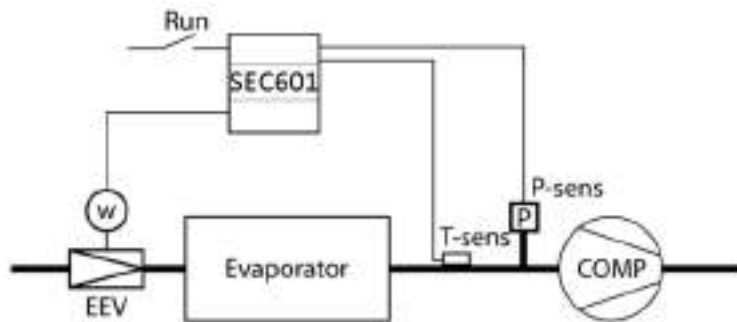 Run
SEC601
P-sens
w
P
T-sens
Evaporator
COMP
EEV